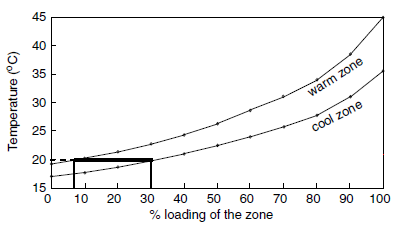 45
40
35
30
25
20
15
Temperature (°C)
warm zone
cool zone
0 10 20 30 40 50 60 70 80 90 100
% loading of the zone